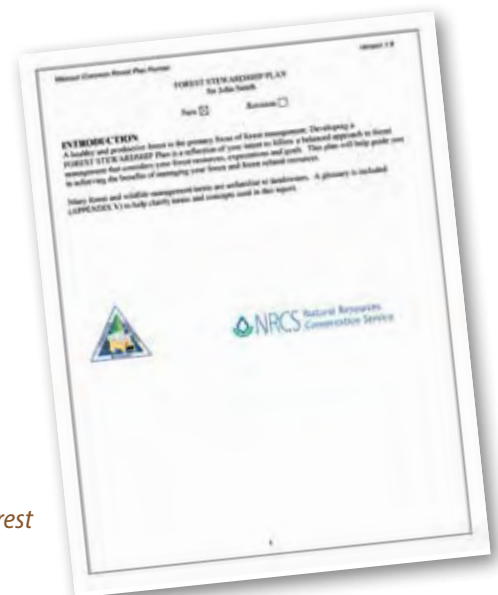 Missouri Common Forest Plan Format
Version 1.0
FOREST STEWARDSHIP PLAN
for John Smith
New ☒ Revision ☐
INTRODUCTION
A healthy and productive forest is the primary focus of forest management. Developing a
FOREST STEWARDSHIP Plan is a reflection of your intent to follow a balanced approach to forest
management that considers your forest resources, expectations and goals. This plan will help guide you
in achieving the benefits of managing your forest and forest related resources.
Many forest and wildlife management terms are unfamiliar to landowners. A glossary is included
(APPENDIX V) to help clarify terms and concepts used in this report.
NRCS Natural Resources
Conservation Service
rest